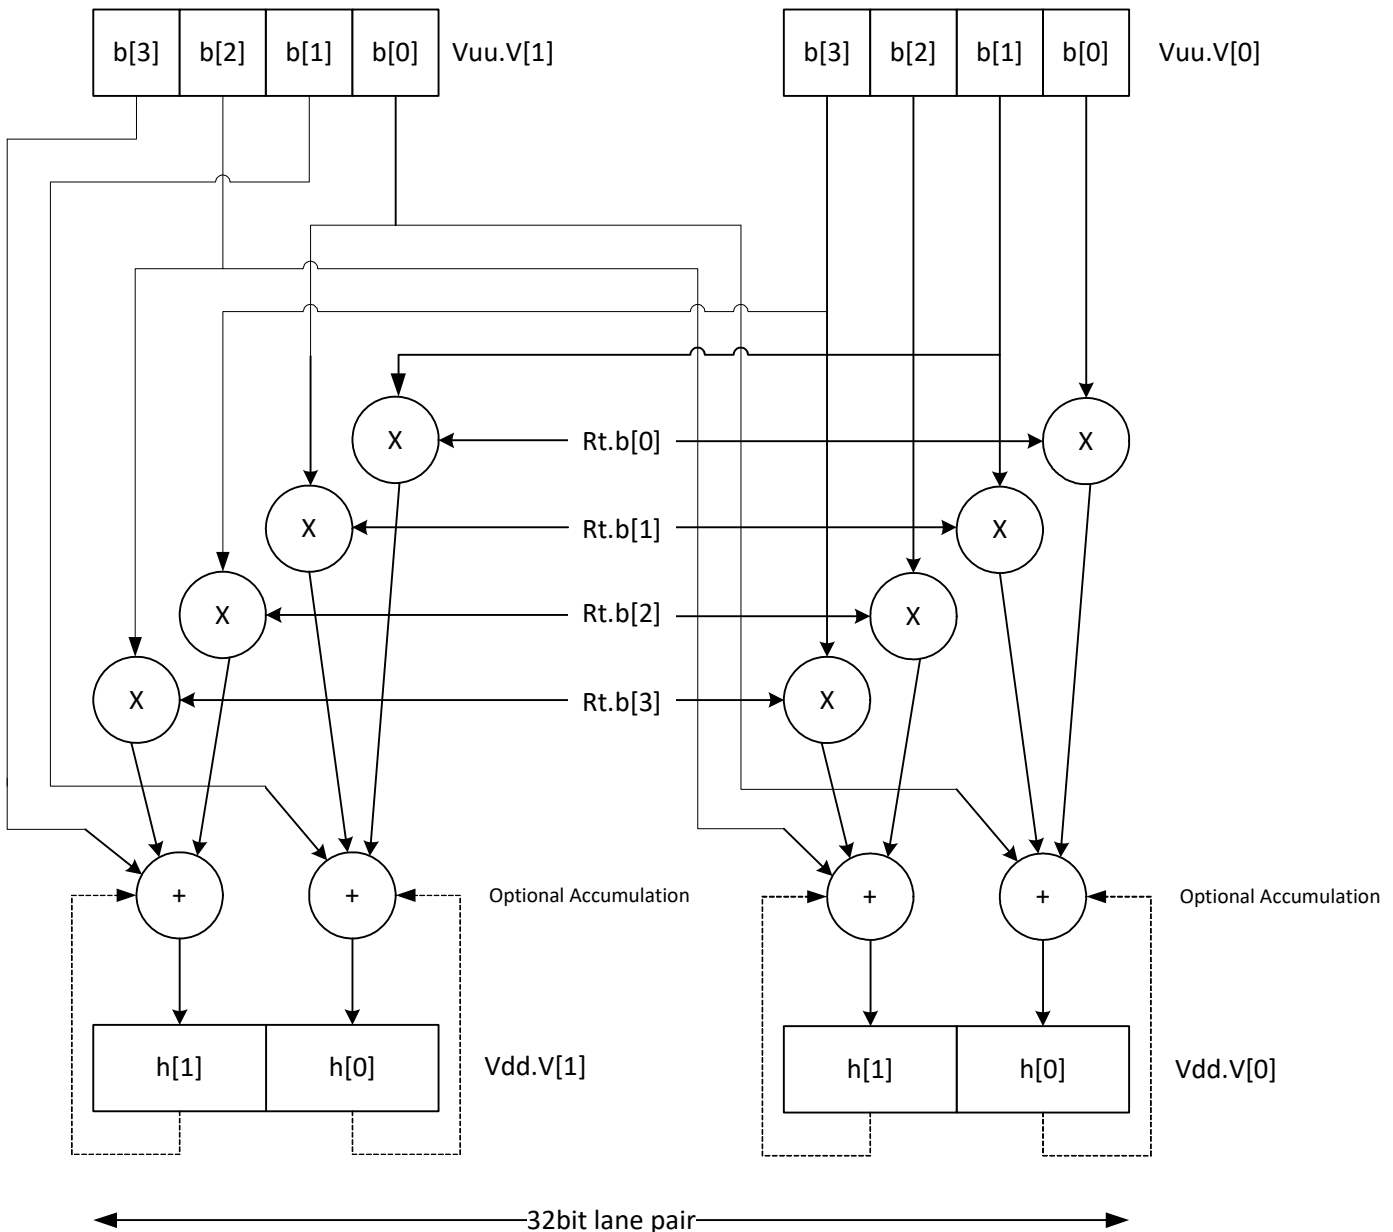 b[3] b[2] b[1] b[0] Vuu.V[1] b[3] b[2] b[1] b[0] Vuu.V[0]
X Rt.b[0] X
X Rt.b[1] X
X Rt.b[2] X
X Rt.b[3] X
+ + Optional Accumulation + + Optional Accumulation
h[1] h[0] Vdd.V[1] h[1] h[0] Vdd.V[0]
32bit lane pair